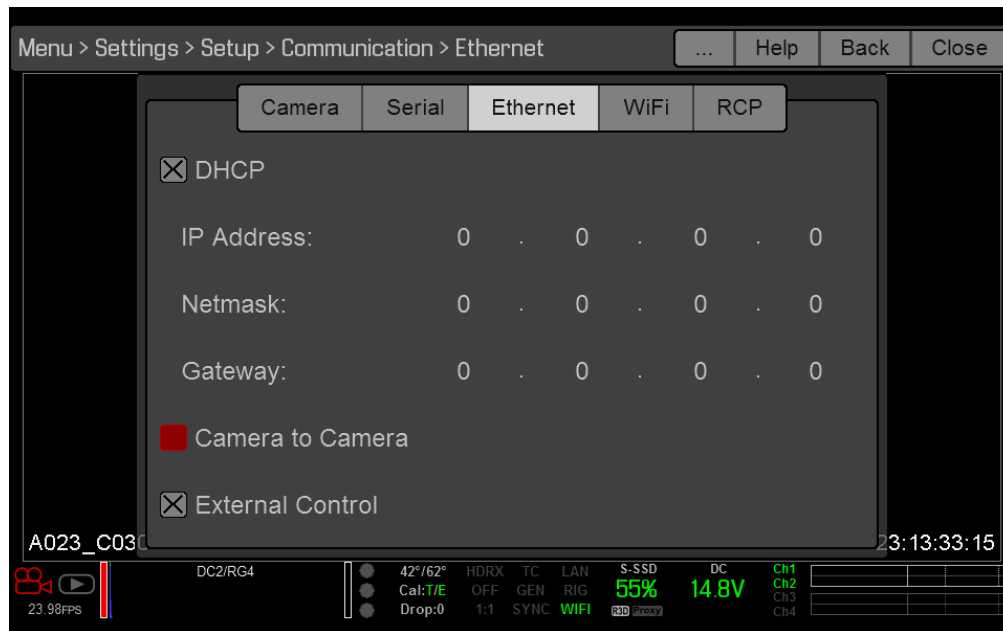 Menu > Settings > Setup > Communication > Ethernet ... Help Back Close
Camera Serial Ethernet WiFi RCP
DHCP
IP Address: 0 . 0 . 0 . 0
Netmask: 0 . 0 . 0 . 0
Gateway: 0 . 0 . 0 . 0
Camera to Camera
External Control
A023_C03 23:13:33:15
DC2/RG4 42°/62° HDRX TC LAN S-SSD DC Ch1
Cal:T/E OFF GEN RIG 55% 14.8V Ch2
23.98FPS Drop:0 1:1 SYNC WIFI R3D Proxy Ch3
Ch4